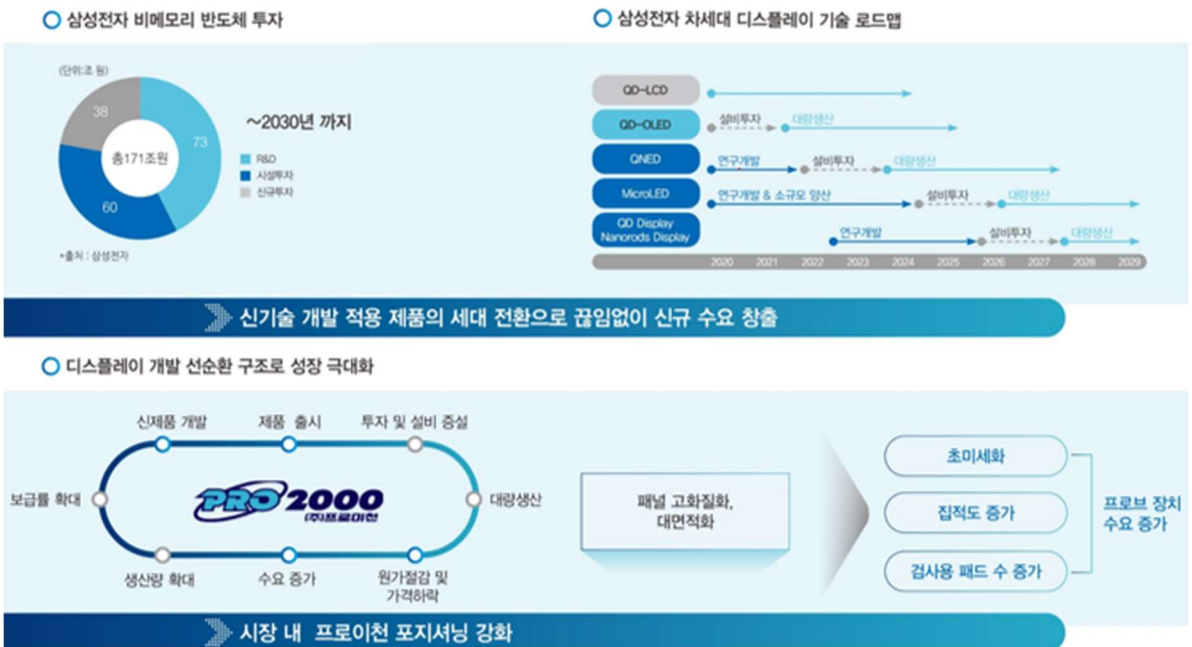 삼성전자 비메모리 반도체 투자
(단위:조 원)
38
73
총171조원
60
~2030년 까지
R&D
시설투자
신규투자
*출처 : 삼성전자
삼성전자 차세대 디스플레이 기술 로드맵
QD-LCD
QD-OLED
설비투자
대량생산
QNED
연구개발
설비투자
대량생산
MicroLED
연구개발 & 소규모 양산
설비투자
대량생산
QD Display
Nanorods Display
연구개발
설비투자
대량생산
2020 2021 2022 2023 2024 2025 2026 2027 2028 2029
신기술 개발 적용 제품의 세대 전환으로 끊임없이 신규 수요 창출
디스플레이 개발 선순환 구조로 성장 극대화
신제품 개발
제품 출시
투자 및 설비 증설
보급률 확대
PRO 2000
(주)프로이천
대량생산
생산량 확대
수요 증가
원가절감 및
가격하락
패널 고화질화,
대면적화
초미세화
집적도 증가
검사용 패드 수 증가
프로브 장치
수요 증가
시장 내 프로이천 포지셔닝 강화